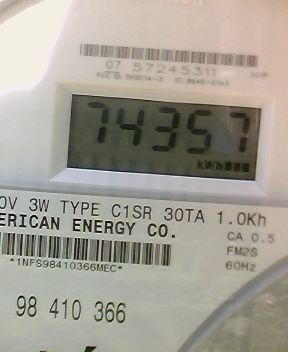 07 57245311
74357
kWh
0V 3W TYPE C1SR 30TA 1.0Kh
ERICAN ENERGY CO.
CA 0.5
FM2S
60Hz
*1NFS98410366MEC*
98 410 366